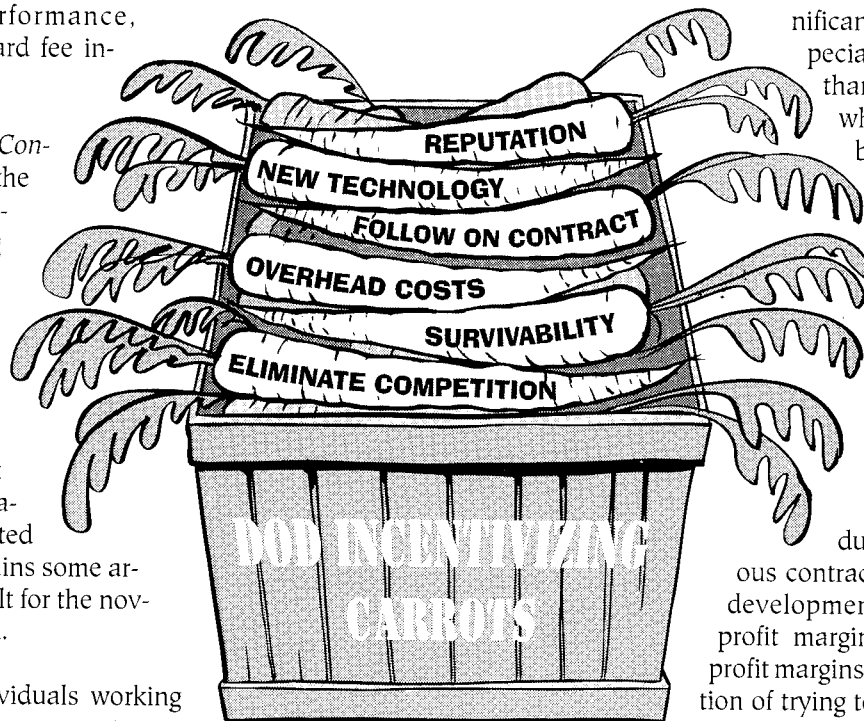 rformance,
ard fee in-
Con-
the
-
a-
ted
ins some ar-
lt for the nov-
viduals working
REPUTATION
NEW TECHNOLOGY
FOLLOW ON CONTRACT
OVERHEAD COSTS
SURVIVABILITY
ELIMINATE COMPETITION
DOD INCENTIVIZING
CARROTS
nifican
pecia
than
wh
du
ous contrac
developmen
profit margin
profit margins
tion of trying t